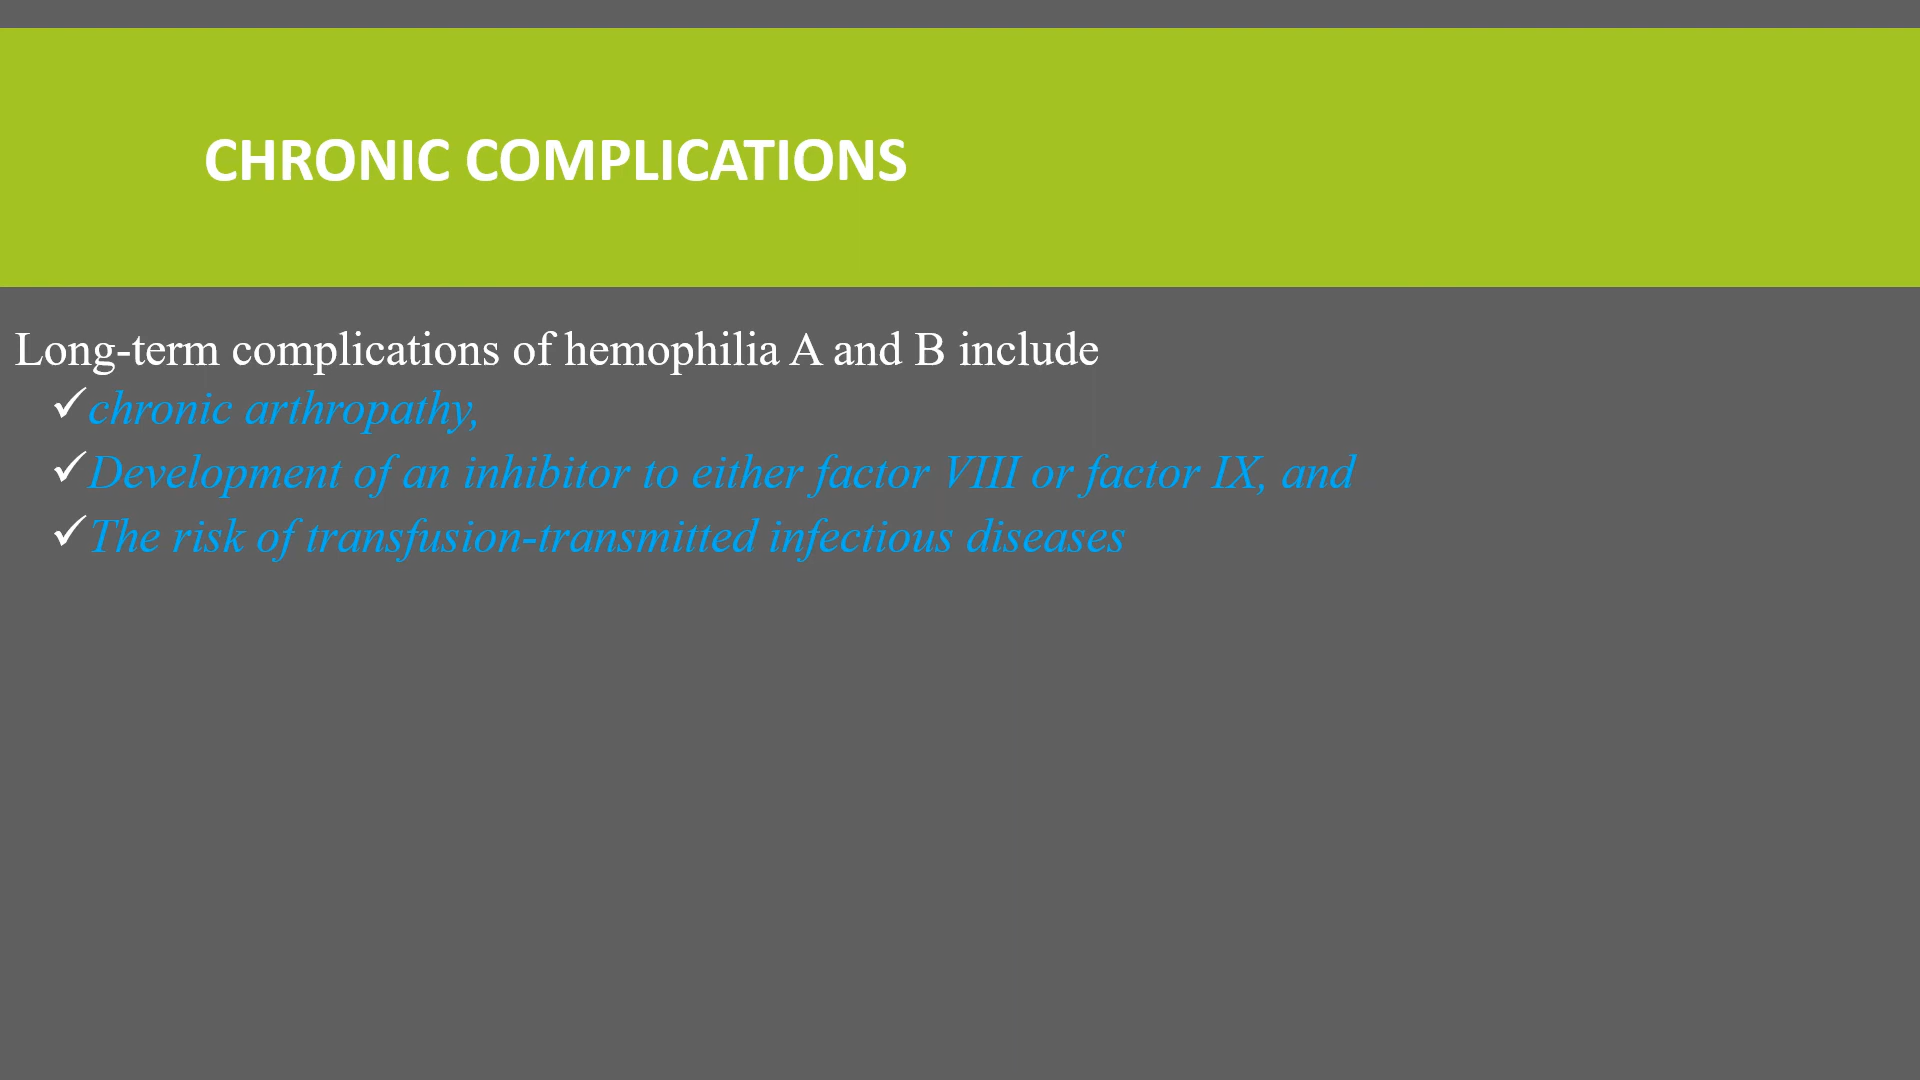 CHRONIC COMPLICATIONS
Long-term complications of hemophilia A and B include
✓chronic arthropathy,
✓Development of an inhibitor to either factor VIII or factor IX, and
✓The risk of transfusion-transmitted infectious diseases